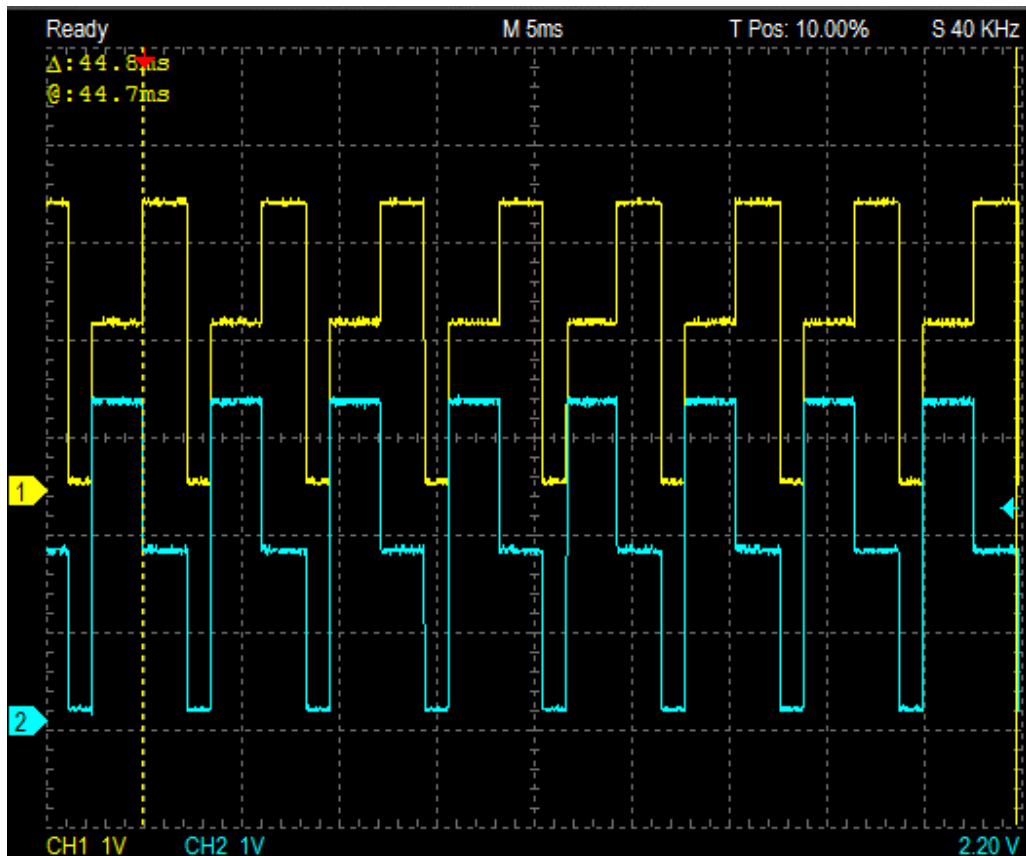 Ready M 5ms T Pos: 10.00% S 40 KHz
Δ:44.8ms
@:44.7ms
1
2
CH1 1V CH2 1V 2.20 V